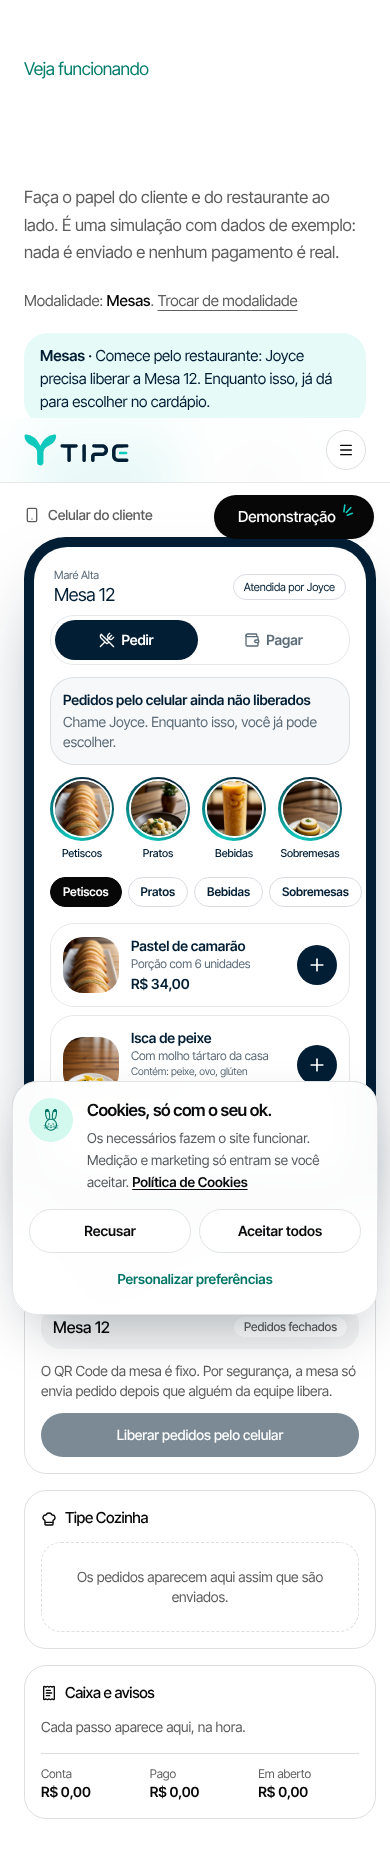 Veja funcionando
Faça o papel do cliente e do restaurante ao
lado. É uma simulação com dados de exemplo:
nada é enviado e nenhum pagamento é real.
Modalidade: Mesas. Trocar de modalidade
Mesas · Comece pelo restaurante: Joyce
precisa liberar a Mesa 12. Enquanto isso, já dá
para escolher no cardápio.
TIPE
Celular do cliente
Demonstração
Maré Alta
Mesa 12
Atendida por Joyce
Pedir
Pagar
Pedidos pelo celular ainda não liberados
Chame Joyce. Enquanto isso, você já pode
escolher.
Petiscos
Pratos
Bebidas
Sobremesas
Petiscos
Pratos
Bebidas
Sobremesas
Pastel de camarão
Porção com 6 unidades
R$ 34,00
Isca de peixe
Com molho tártaro da casa
Contém: peixe, ovo, glúten
Cookies, só com o seu ok.
Os necessários fazem o site funcionar.
Medição e marketing só entram se você
aceitar. Política de Cookies
Recusar
Aceitar todos
Personalizar preferências
Mesa 12
Pedidos fechados
O QR Code da mesa é fixo. Por segurança, a mesa só
envia pedido depois que alguém da equipe libera.
Liberar pedidos pelo celular
Tipe Cozinha
Os pedidos aparecem aqui assim que são
enviados.
Caixa e avisos
Cada passo aparece aqui, na hora.
Conta
R$ 0,00
Pago
R$ 0,00
Em aberto
R$ 0,00